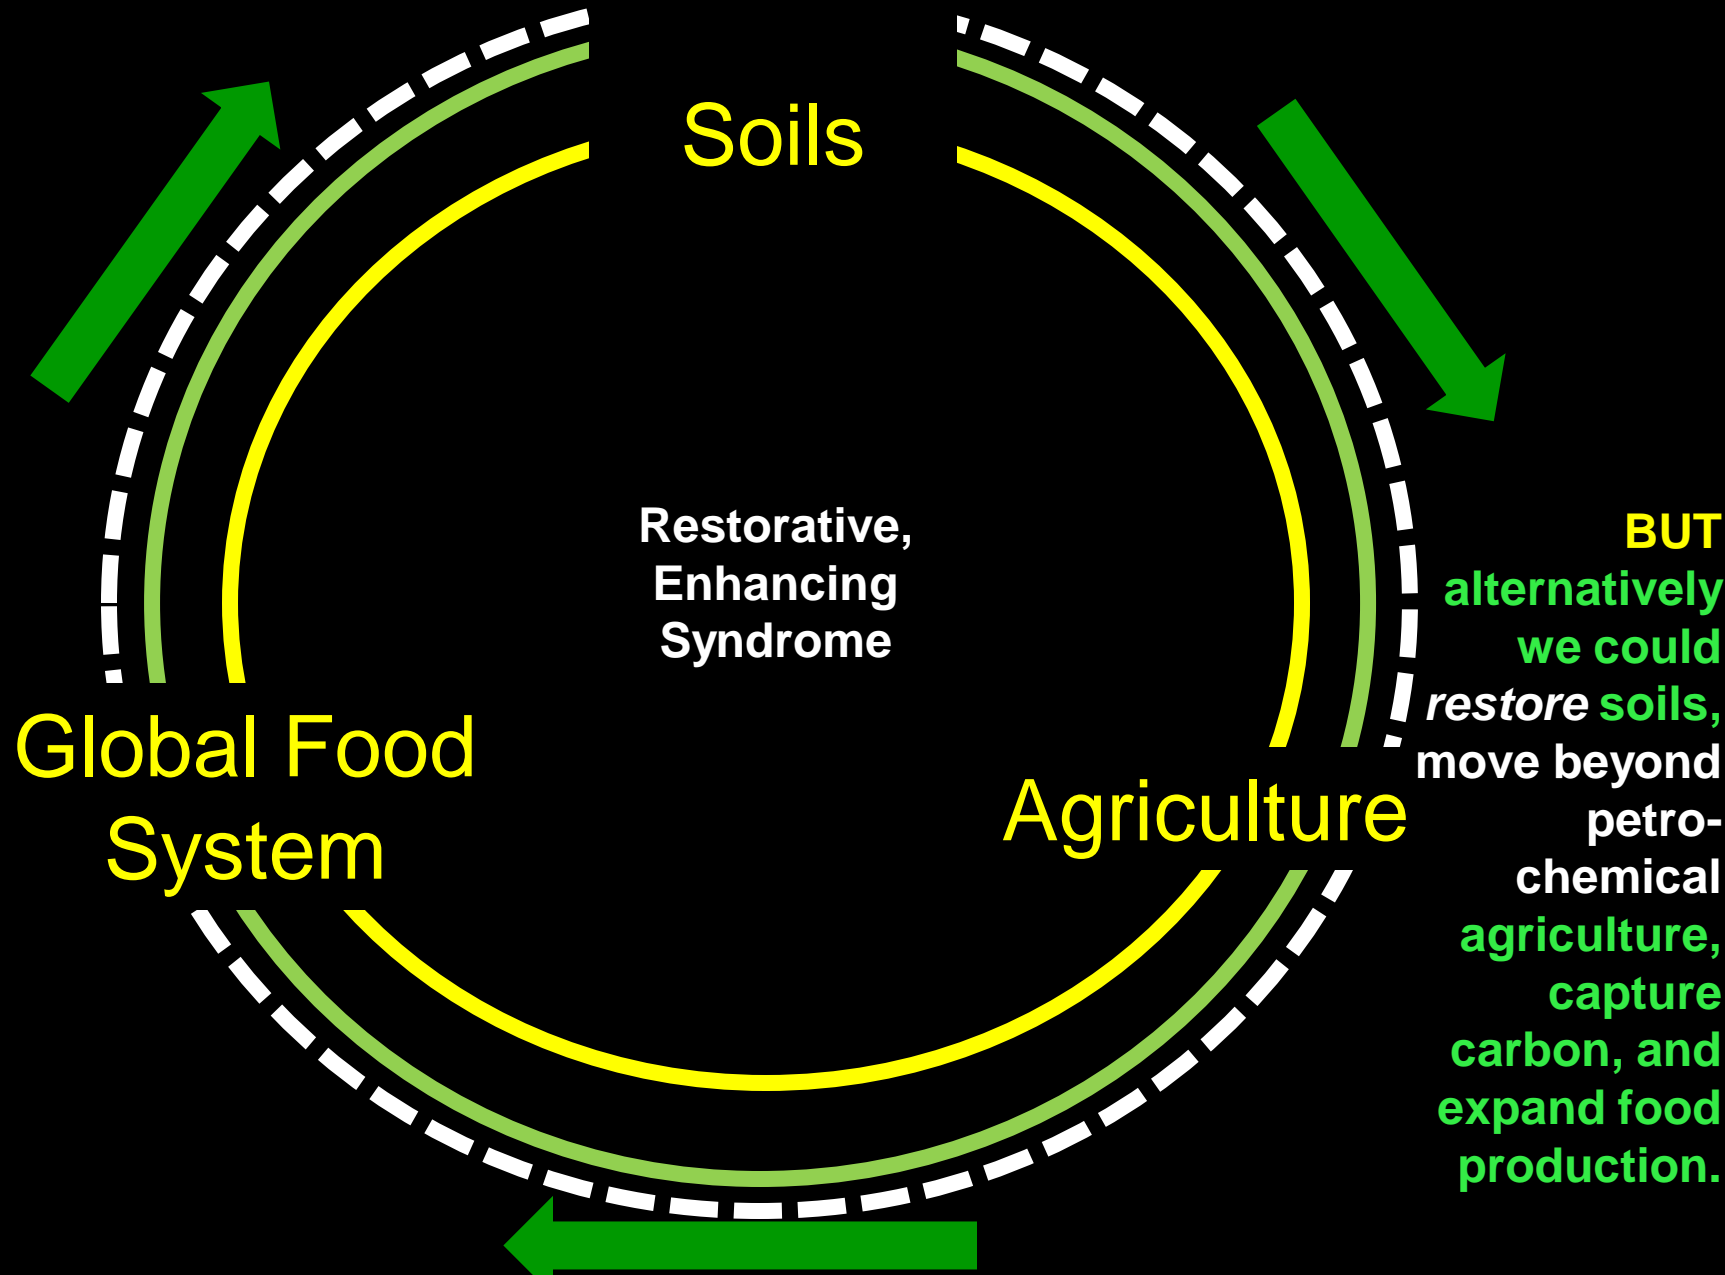 Soils
Restorative,
Enhancing
Syndrome
Global Food
System
Agriculture
BUT
alternatively
we could
restore soils,
move beyond
petro-
chemical
agriculture,
capture
carbon, and
expand food
production.